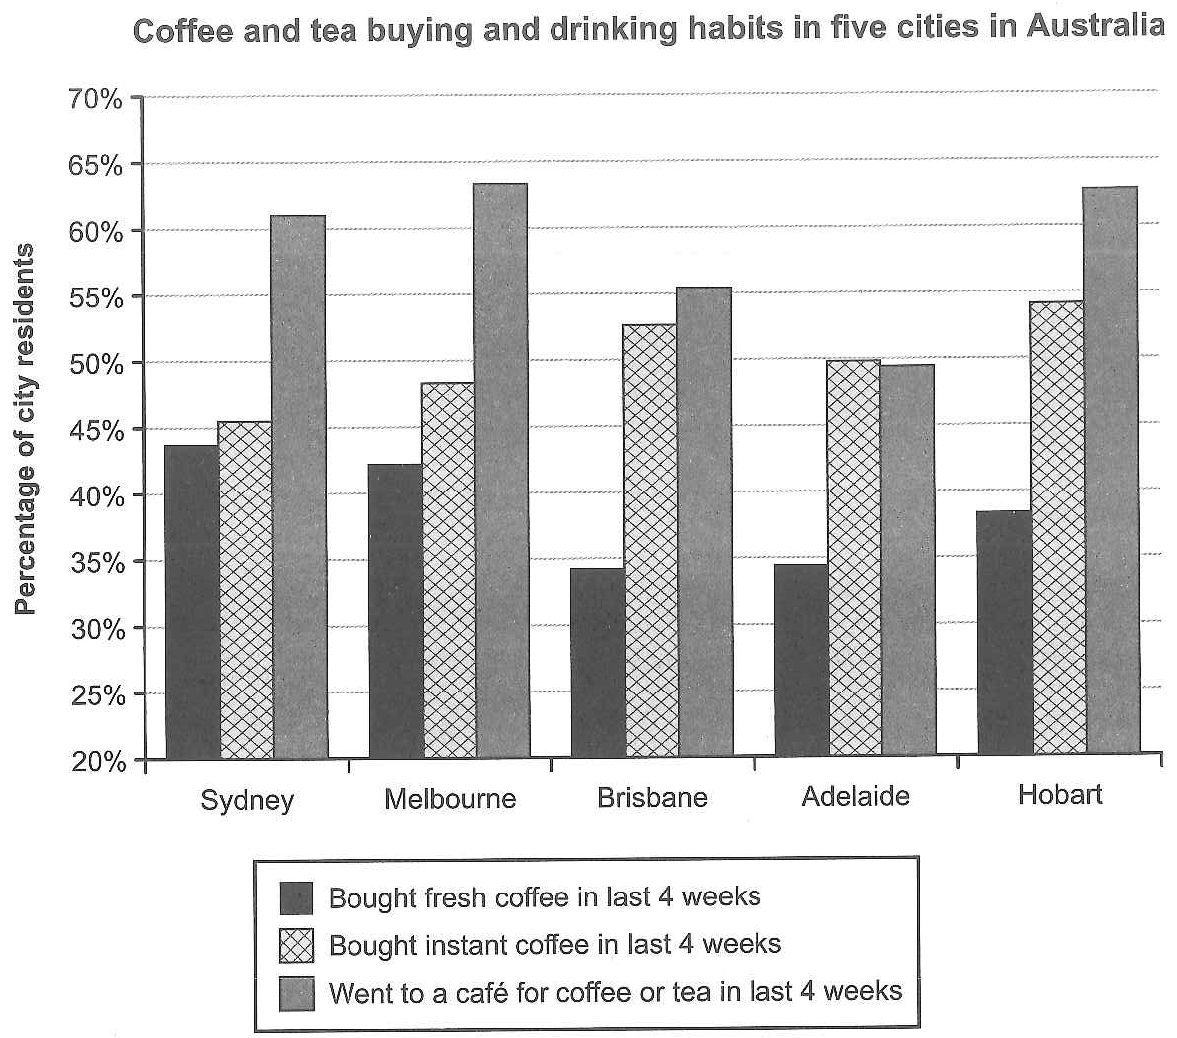 Coffee and tea buying and drinking habits in five cities in Australia
Percentage of city residents
70%
65%
60%
55%
50%
45%
40%
35%
30%
25%
20%
Sydney Melbourne Brisbane Adelaide Hobart
Bought fresh coffee in last 4 weeks
Bought instant coffee in last 4 weeks
Went to a café for coffee or tea in last 4 weeks